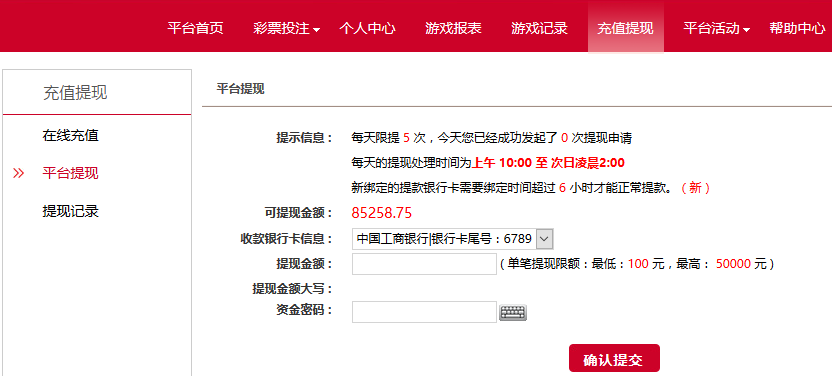 平台首页 彩票投注 个人中心 游戏报表 游戏记录 充值提现 平台活动 帮助中心
充值提现
在线充值
平台提现
提现记录
平台提现
提示信息： 每天限提 5 次，今天您已经成功发起了 0 次提现申请
每天的提现处理时间为上午 10:00 至 次日凌晨2:00
新绑定的提款银行卡需要绑定时间超过 6 小时才能正常提款。（新）
可提现金额： 85258.75
收款银行卡信息： 中国工商银行|银行卡尾号：6789
提现金额： （单笔提现限额：最低：100 元，最高： 50000 元）
提现金额大写：
资金密码：
确认提交